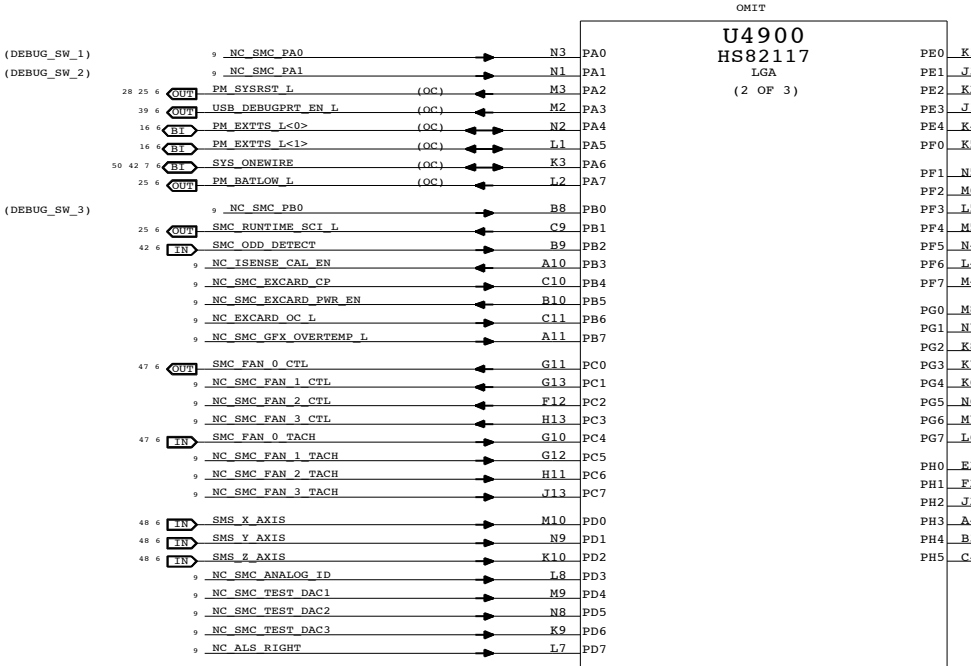 OMIT
U4900
HS82117
LGA
(2 OF 3)
(DEBUG_SW_1) 9 NC_SMC_PA0 N3 PA0 PE0 K
(DEBUG_SW_2) 9 NC_SMC_PA1 N1 PA1 PE1 J
28 25 6 OUT PM_SYSRST_L (OC) M3 PA2 PE2 K
39 6 OUT USB_DEBUGPRT_EN_L (OC) M2 PA3 PE3 J
16 6 BI PM_EXTTS_L<0> (OC) N2 PA4 PE4 K
16 6 BI PM_EXTTS_L<1> (OC) L1 PA5 PF0 K
50 42 7 6 BI SYS_ONEWIRE (OC) K3 PA6 PF1 N
25 6 OUT PM_BATLOW_L (OC) L2 PA7 PF2 M
(DEBUG_SW_3) 9 NC_SMC_PB0 B8 PB0 PF3 L
25 6 OUT SMC_RUNTIME_SCI_L C9 PB1 PF4 M
42 6 IN SMC_ODD_DETECT B9 PB2 PF5 N
9 NC_ISENSE_CAL_EN A10 PB3 PF6 L
9 NC_SMC_EXCARD_CP C10 PB4 PF7 M
9 NC_SMC_EXCARD_PWR_EN B10 PB5 PG0 M
9 NC_EXCARD_OC_L C11 PB6 PG1 N
9 NC_SMC_GFX_OVERTEMP_L A11 PB7 PG2 K
47 6 OUT SMC_FAN_0_CTL G11 PC0 PG3 K
9 NC_SMC_FAN_1_CTL G13 PC1 PG4 K
9 NC_SMC_FAN_2_CTL F12 PC2 PG5 N
9 NC_SMC_FAN_3_CTL H13 PC3 PG6 M
47 6 IN SMC_FAN_0_TACH G10 PC4 PG7 L
9 NC_SMC_FAN_1_TACH G12 PC5 PH0 E
9 NC_SMC_FAN_2_TACH H11 PC6 PH1 F
9 NC_SMC_FAN_3_TACH J13 PC7 PH2 J
48 6 IN SMS_X_AXIS M10 PD0 PH3 A
48 6 IN SMS_Y_AXIS N9 PD1 PH4 B
48 6 IN SMS_Z_AXIS K10 PD2 PH5 C
9 NC_SMC_ANALOG_ID L8 PD3
9 NC_SMC_TEST_DAC1 M9 PD4
9 NC_SMC_TEST_DAC2 N8 PD5
9 NC_SMC_TEST_DAC3 K9 PD6
9 NC_ALS_RIGHT L7 PD7